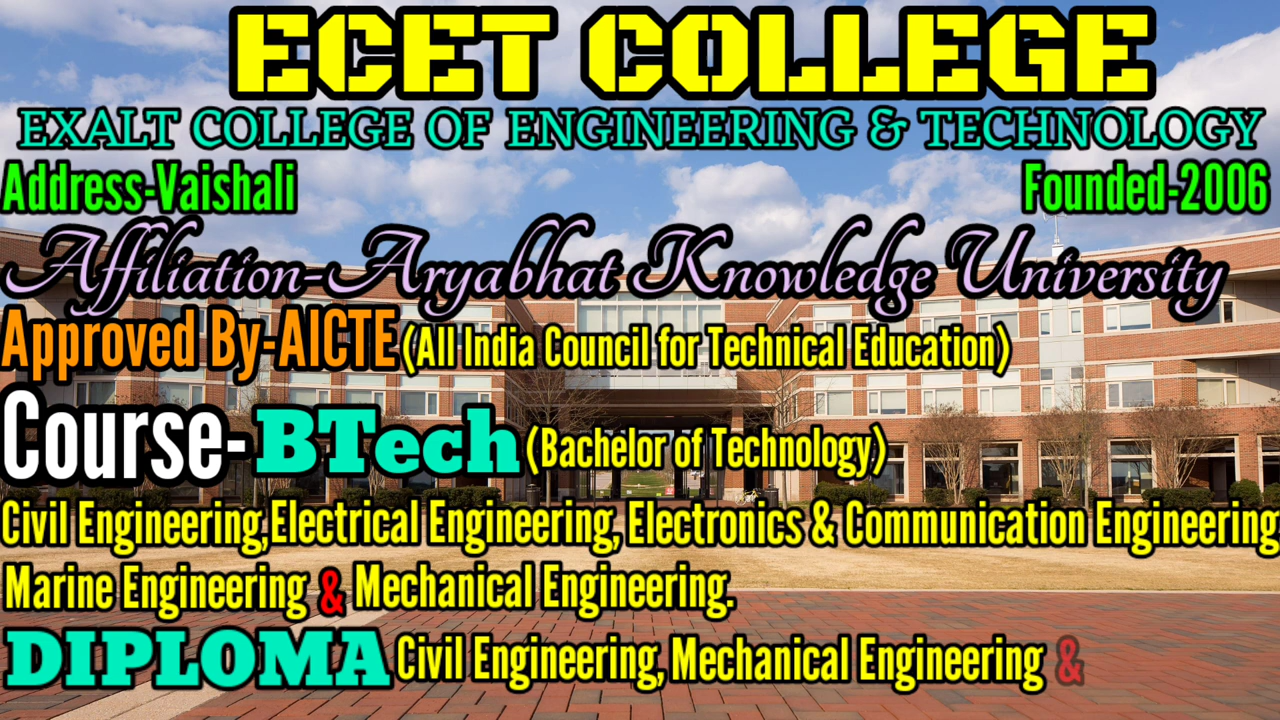 ECET COLLEGE
EXALT COLLEGE OF ENGINEERING & TECHNOLOGY
Address-Vaishali Founded-2006
Affiliation-Aryabhat Knowledge University
Approved By-AICTE (All India Council for Technical Education)
Course-BTech (Bachelor of Technology)
Civil Engineering, Electrical Engineering, Electronics & Communication Engineering
Marine Engineering & Mechanical Engineering.
DIPLOMA Civil Engineering, Mechanical Engineering &